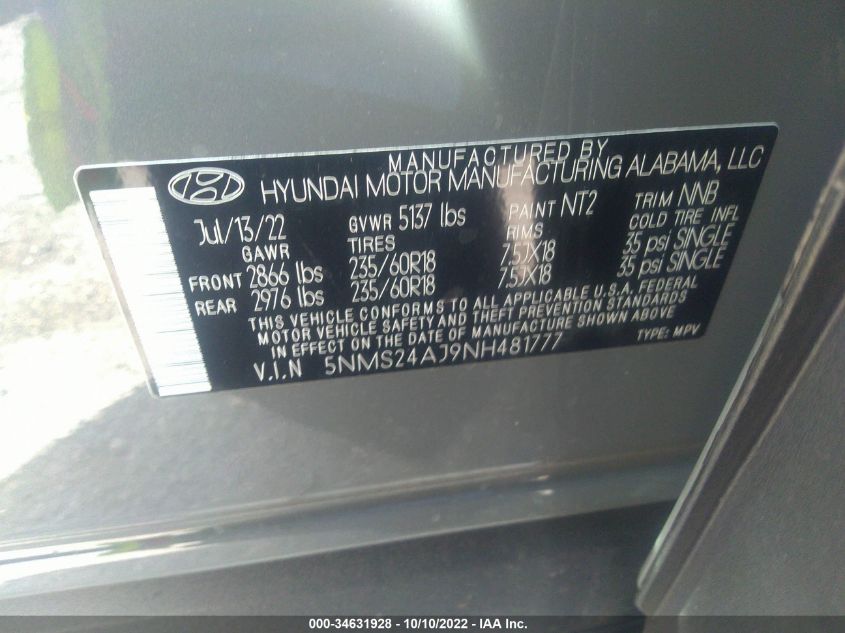 MANUFACTURED BY
HYUNDAI MOTOR MANUFACTURING ALABAMA, LLC
Jul/13/22 GVWR 5137 lbs PAINT NT2 TRIM NNB
GAWR TIRES RIMS COLD TIRE INFL
FRONT 2866 lbs 235/60R18 7.5JX18 35 psi SINGLE
REAR 2976 lbs 235/60R18 7.5JX18 35 psi SINGLE
THIS VEHICLE CONFORMS TO ALL APPLICABLE U.S.A. FEDERAL
MOTOR VEHICLE SAFETY AND THEFT PREVENTION STANDARDS
IN EFFECT ON THE DATE OF MANUFACTURE SHOWN ABOVE
V.I.N 5NMS24AJ9NH481777 TYPE: MPV
000-34631928 - 10/10/2022 - IAA Inc.